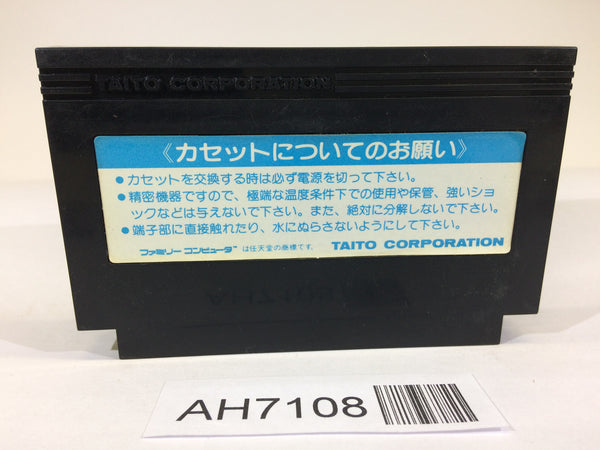 TAITO CORPORATION
《カセットについてのお願い》
●カセットを交換する時は必ず電源を切って下さい。
●精密機器ですので、極端な温度条件下での使用や保管、強いショ
ックなどは与えないで下さい。また、絶対に分解しないで下さい。
●端子部に直接触れたり、水にぬらさないようにして下さい。
ファミリーコンピュータ™ は任天堂の商標です。 TAITO CORPORATION
AH7108